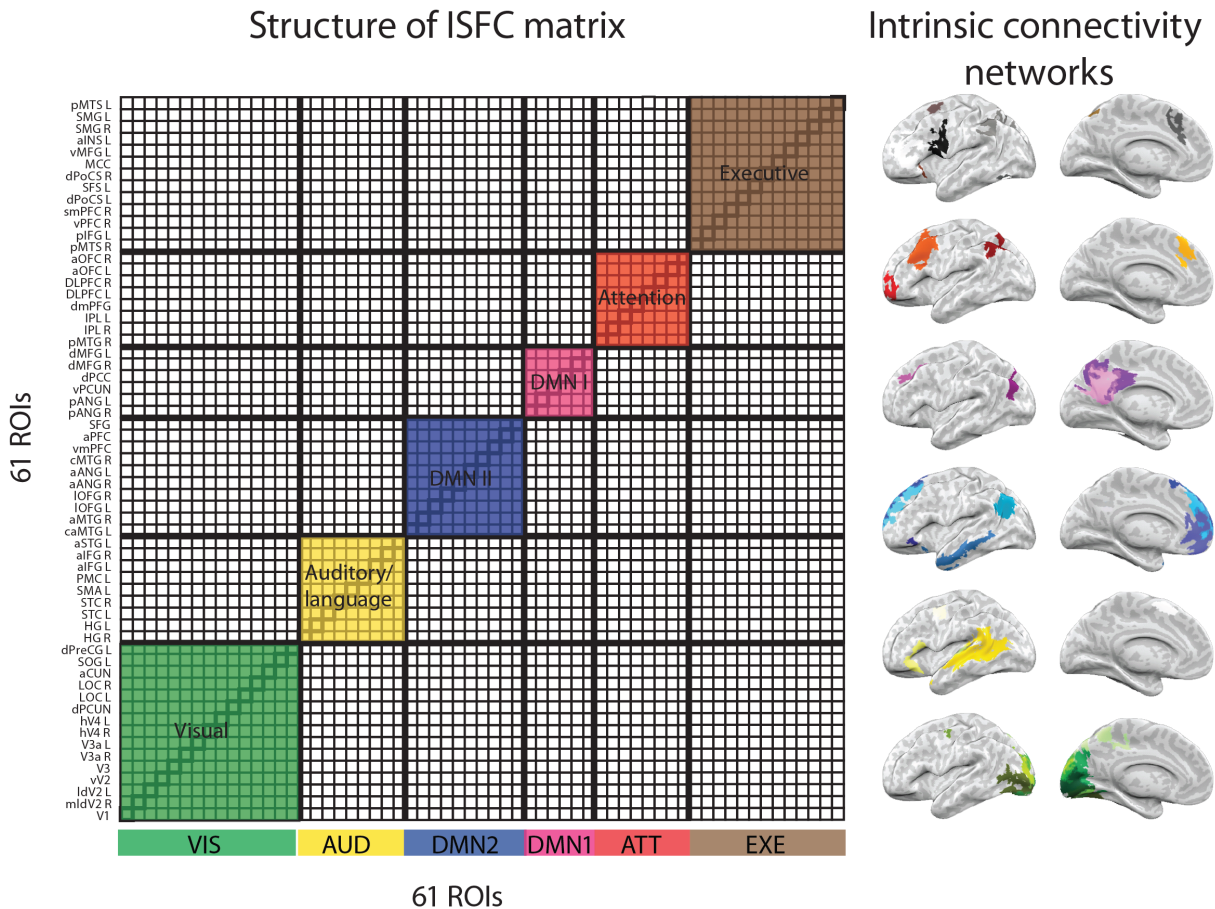 Structure of ISFC matrix
Intrinsic connectivity
networks
pMTS L
SMG L
SMG R
aINS L
vMFG L
MCC
dPoCS R
SFS L
dPoCS L
smPFC R
vPFC R
pIFG L
pMTS R
aOFC R
aOFC L
DLPFC R
DLPFC L
dmPFG
IPL L
IPL R
pMTG R
dMFG L
dMFG R
dPCC
vPCUN
pANG L
pANG R
SFG
aPFC
vmPFC
cMTG R
aANG L
aANG R
lOFG R
lOFG L
aMTG R
caMTG L
aSTG L
aIFG R
aIFG L
PMC L
SMA L
STC R
STC L
HG L
HG R
dPreCG L
SOG L
aCUN
LOC R
LOC L
dPCUN
hV4 L
hV4 R
V3a L
V3a R
V3
vV2
ldV2 L
mldV2 R
V1
61 ROIs
Executive
Attention
DMN I
DMN II
Auditory/
language
Visual
VIS AUD DMN2 DMN1 ATT EXE
61 ROIs